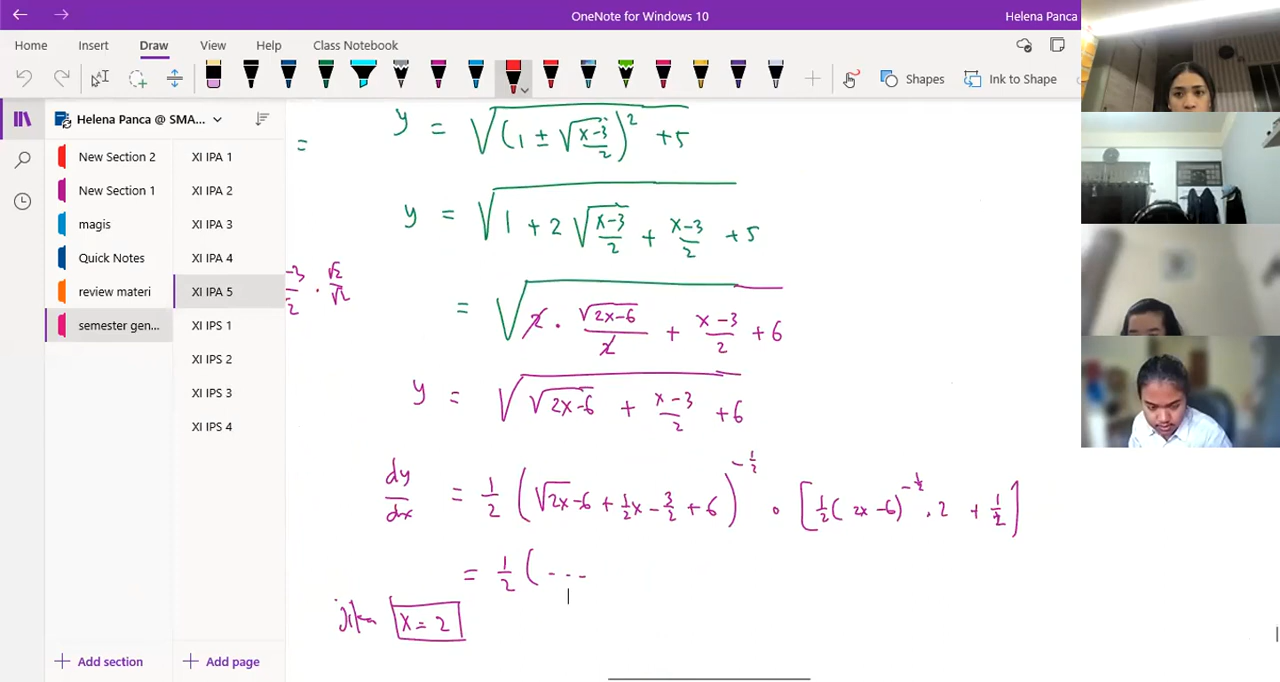 OneNote for Windows 10
Helena Panca
Home Insert Draw View Help Class Notebook
Shapes Ink to Shape
Helena Panca @ SMA...
New Section 2
New Section 1
magis
Quick Notes
review materi
semester gen...
XI IPA 1
XI IPA 2
XI IPA 3
XI IPA 4
XI IPA 5
XI IPS 1
XI IPS 2
XI IPS 3
XI IPS 4
Add section
Add page
=
-3/2 · √2/√2
y = √((1 ± √((x-3)/2))² + 5)
y = √(1 + 2 √((x-3)/2) + (x-3)/2 + 5)
= √(2 · √(2x-6)/2 + (x-3)/2 + 6)
y = √(√(2x-6) + (x-3)/2 + 6)
dy/dx = 1/2 (√2x-6 + 1/2x - 3/2 + 6)^(-1/2) · [1/2 (2x-6)^(-1/2) . 2 + 1/2]
= 1/2 (...
jika x = 2